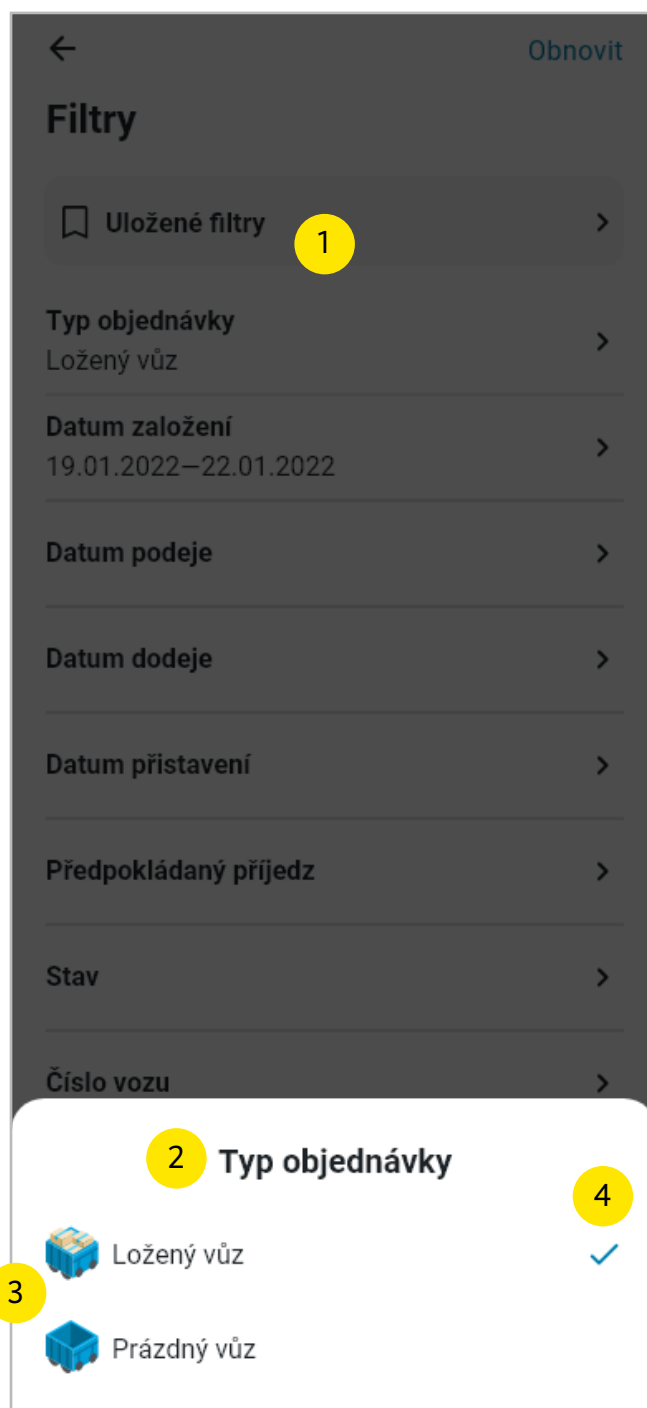 Obnovit
Filtry
Uložené filtry
1
Typ objednávky
Ložený vůz
Datum založení
19.01.2022—22.01.2022
Datum podeje
Datum dodeje
Datum přistavení
Předpokládaný příjedz
Stav
Číslo vozu
2 Typ objednávky
4
Ložený vůz
3
Prázdný vůz